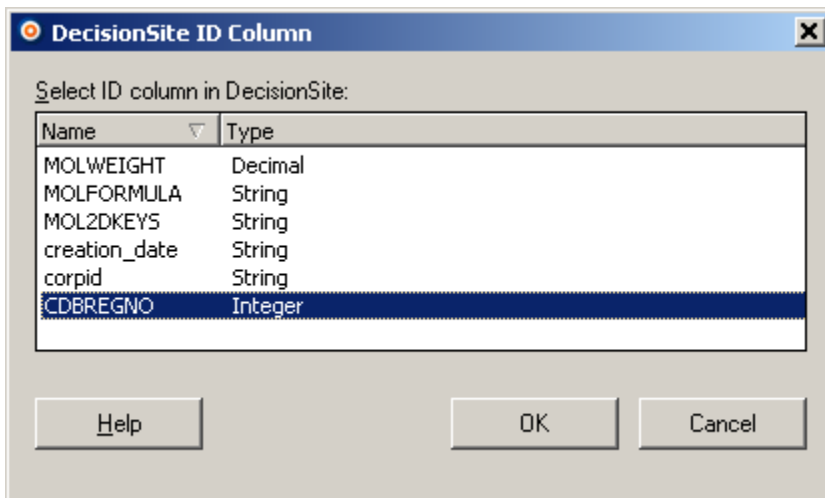 DecisionSite ID Column
Select ID column in DecisionSite:
Name Type
MOLWEIGHT Decimal
MOLFORMULA String
MOL2DKEYS String
creation_date String
corpid String
CDBREGNO Integer
Help OK Cancel